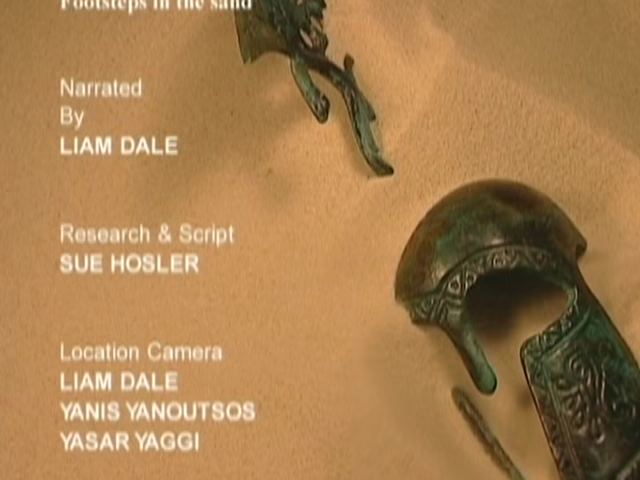 Footsteps in the sand
Narrated
By
LIAM DALE
Research & Script
SUE HOSLER
Location Camera
LIAM DALE
YANIS YANOUTSOS
YASAR YAGGI